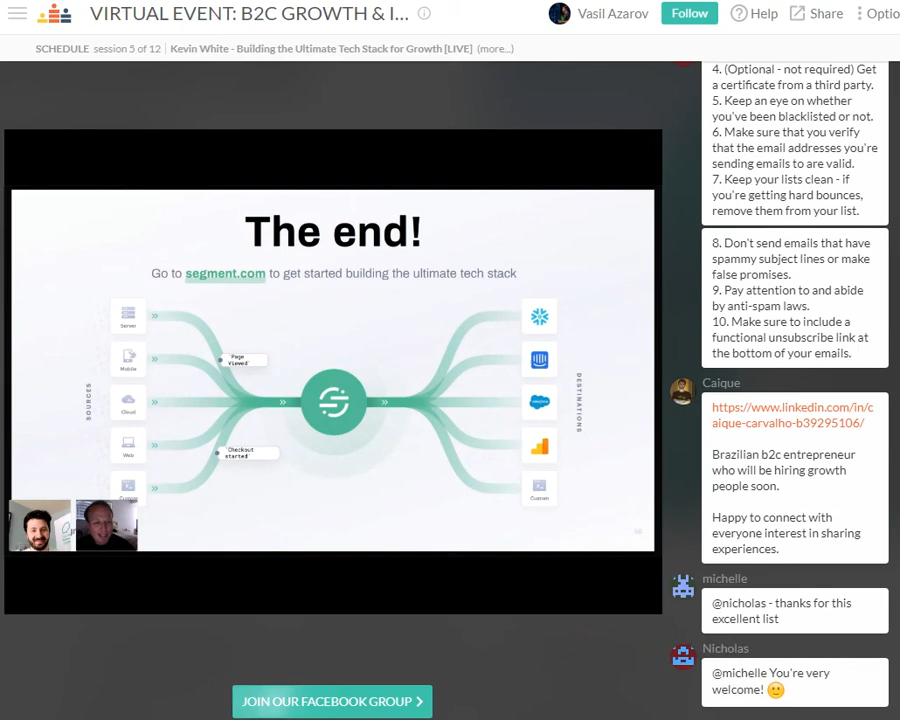 VIRTUAL EVENT: B2C GROWTH & I...
Vasil Azarov
Follow
Help
Share
Optio
SCHEDULE session 5 of 12 | Kevin White - Building the Ultimate Tech Stack for Growth [LIVE] (more...)
The end!
Go to segment.com to get started building the ultimate tech stack
SOURCES
Server
Mobile
Cloud
Web
Page
Viewed
Checkout
started
DESTINATIONS
Custom
JOIN OUR FACEBOOK GROUP
4. (Optional - not required) Get
a certificate from a third party.
5. Keep an eye on whether
you've been blacklisted or not.
6. Make sure that you verify
that the email addresses you're
sending emails to are valid.
7. Keep your lists clean - if
you're getting hard bounces,
remove them from your list.
8. Don't send emails that have
spammy subject lines or make
false promises.
9. Pay attention to and abide
by anti-spam laws.
10. Make sure to include a
functional unsubscribe link at
the bottom of your emails.
Caique
https://www.linkedin.com/in/c
aique-carvalho-b39295106/
Brazilian b2c entrepreneur
who will be hiring growth
people soon.
Happy to connect with
everyone interest in sharing
experiences.
michelle
@nicholas - thanks for this
excellent list
Nicholas
@michelle You're very
welcome! 🙂